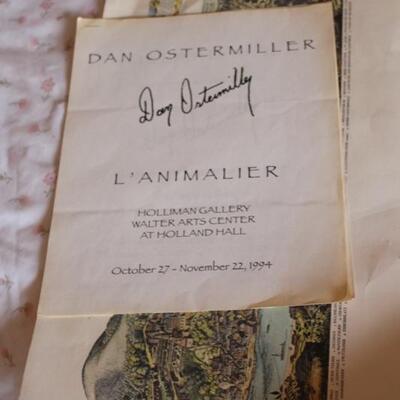 DAN OSTERMILLER
Dan Ostermiller
L'ANIMALIER
HOLLIMAN GALLERY
WALTER ARTS CENTER
AT HOLLAND HALL
October 27 - November 22, 1994